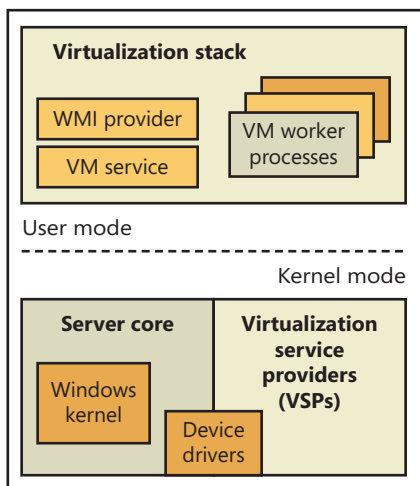 Virtualization stack
WMI provider
VM service
VM worker
processes
User mode
Kernel mode
Server core
Windows
kernel
Device
drivers
Virtualization
service
providers
(VSPs)